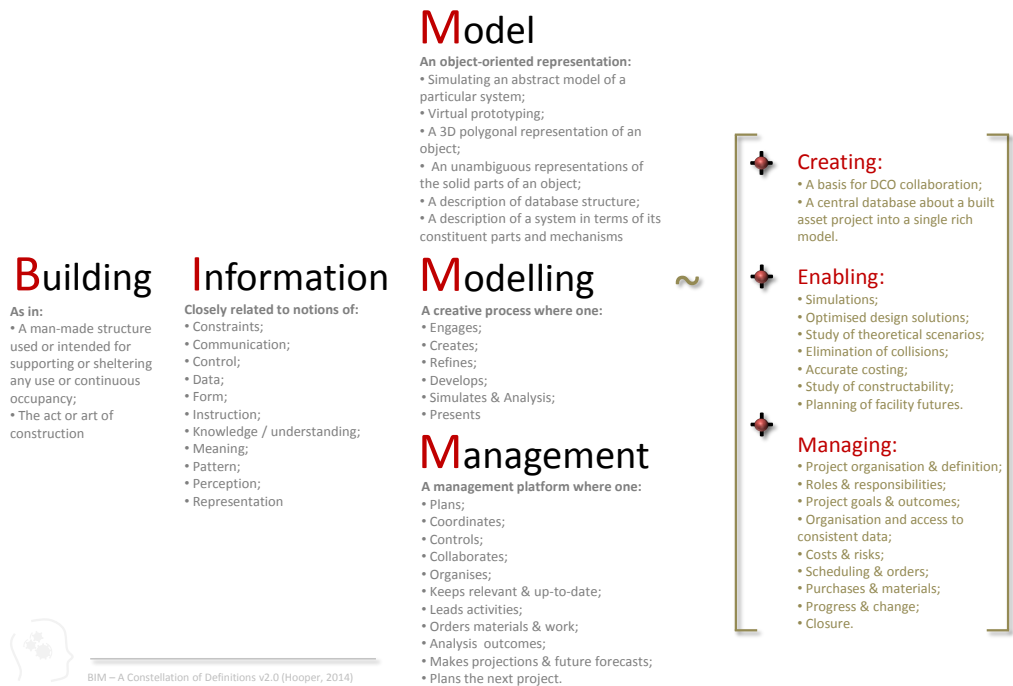 Model
An object-oriented representation:
• Simulating an abstract model of a
particular system;
• Virtual prototyping;
• A 3D polygonal representation of an
object;
• An unambiguous representations of
the solid parts of an object;
• A description of database structure;
• A description of a system in terms of its
constituent parts and mechanisms
Building
As in:
• A man-made structure
used or intended for
supporting or sheltering
any use or continuous
occupancy;
• The act or art of
construction
Information
Closely related to notions of:
• Constraints;
• Communication;
• Control;
• Data;
• Form;
• Instruction;
• Knowledge / understanding;
• Meaning;
• Pattern;
• Perception;
• Representation
Modelling
A creative process where one:
• Engages;
• Creates;
• Refines;
• Develops;
• Simulates & Analysis;
• Presents
Management
A management platform where one:
• Plans;
• Coordinates;
• Controls;
• Collaborates;
• Organises;
• Keeps relevant & up-to-date;
• Leads activities;
• Orders materials & work;
• Analysis outcomes;
• Makes projections & future forecasts;
• Plans the next project.
~
Creating:
• A basis for DCO collaboration;
• A central database about a built
asset project into a single rich
model.
Enabling:
• Simulations;
• Optimised design solutions;
• Study of theoretical scenarios;
• Elimination of collisions;
• Accurate costing;
• Study of constructability;
• Planning of facility futures.
Managing:
• Project organisation & definition;
• Roles & responsibilities;
• Project goals & outcomes;
• Organisation and access to
consistent data;
• Costs & risks;
• Scheduling & orders;
• Purchases & materials;
• Progress & change;
• Closure.
BIM – A Constellation of Definitions v2.0 (Hooper, 2014)